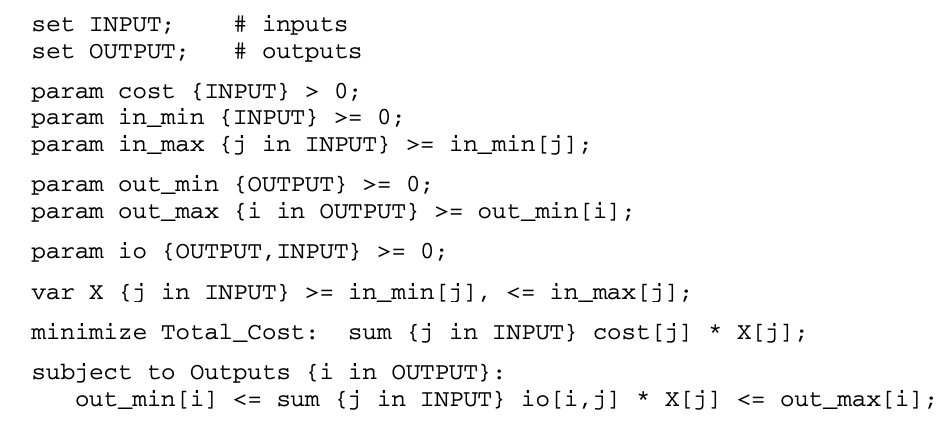 set INPUT;    # inputs
set OUTPUT;   # outputs
param cost {INPUT} > 0;
param in_min {INPUT} >= 0;
param in_max {j in INPUT} >= in_min[j];
param out_min {OUTPUT} >= 0;
param out_max {i in OUTPUT} >= out_min[i];
param io {OUTPUT,INPUT} >= 0;
var X {j in INPUT} >= in_min[j], <= in_max[j];
minimize Total_Cost:  sum {j in INPUT} cost[j] * X[j];
subject to Outputs {i in OUTPUT}:
   out_min[i] <= sum {j in INPUT} io[i,j] * X[j] <= out_max[i];